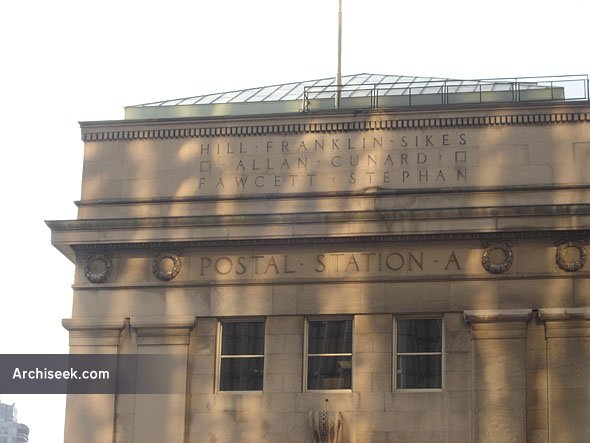 HILL · FRANKLIN · SIKES
ALLAN · CUNARD
FAWCETT · STEPHAN
POSTAL · STATION · A
Archiseek.com